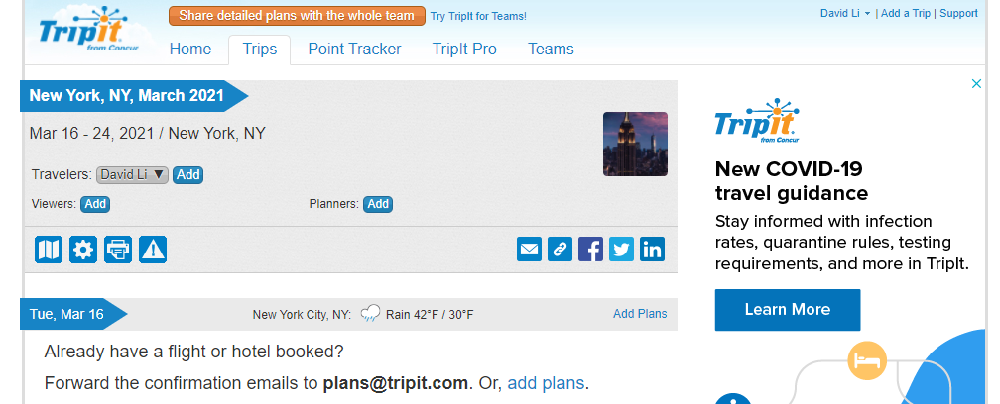 TripIt®
from Concur
Share detailed plans with the whole team Try TripIt for Teams!
David Li | Add a Trip | Support
Home Trips Point Tracker TripIt Pro Teams
New York, NY, March 2021
Mar 16 - 24, 2021 / New York, NY
Travelers: David Li Add
Viewers: Add Planners: Add
Tue, Mar 16 New York City, NY: Rain 42°F / 30°F Add Plans
Already have a flight or hotel booked?
Forward the confirmation emails to plans@tripit.com. Or, add plans.
TripIt®
from Concur
New COVID-19
travel guidance
Stay informed with infection
rates, quarantine rules, testing
requirements, and more in TripIt.
Learn More